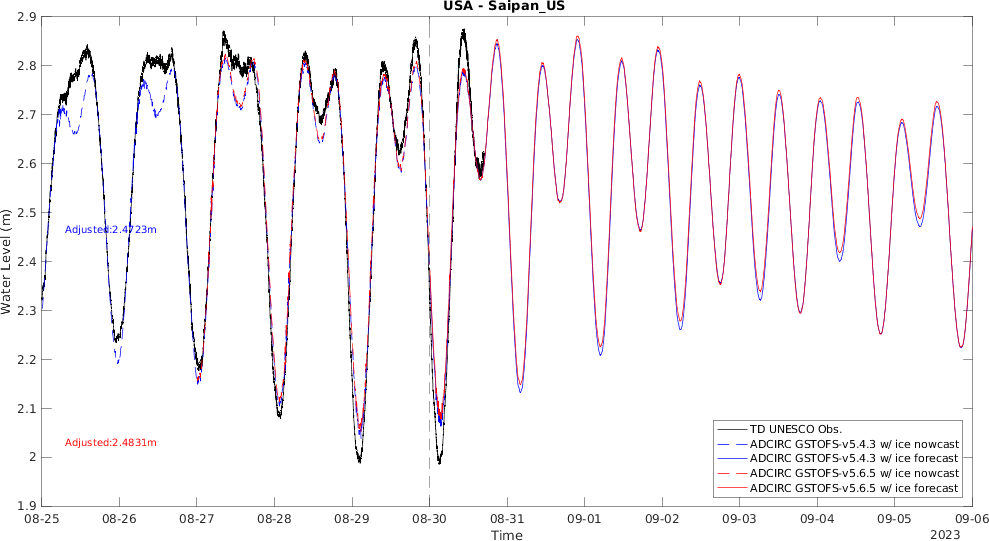 USA - Saipan_US
2.9
2.8
2.7
2.6
2.5
2.4
2.3
2.2
2.1
2
1.9
Water Level (m)
Adjusted:2.4723m
Adjusted:2.4831m
TD UNESCO Obs.
ADCIRC GSTOFS-v5.4.3 w/ ice nowcast
ADCIRC GSTOFS-v5.4.3 w/ ice forecast
ADCIRC GSTOFS-v5.6.5 w/ ice nowcast
ADCIRC GSTOFS-v5.6.5 w/ ice forecast
08-25 08-26 08-27 08-28 08-29 08-30 08-31 09-01 09-02 09-03 09-04 09-05 09-06
Time
2023